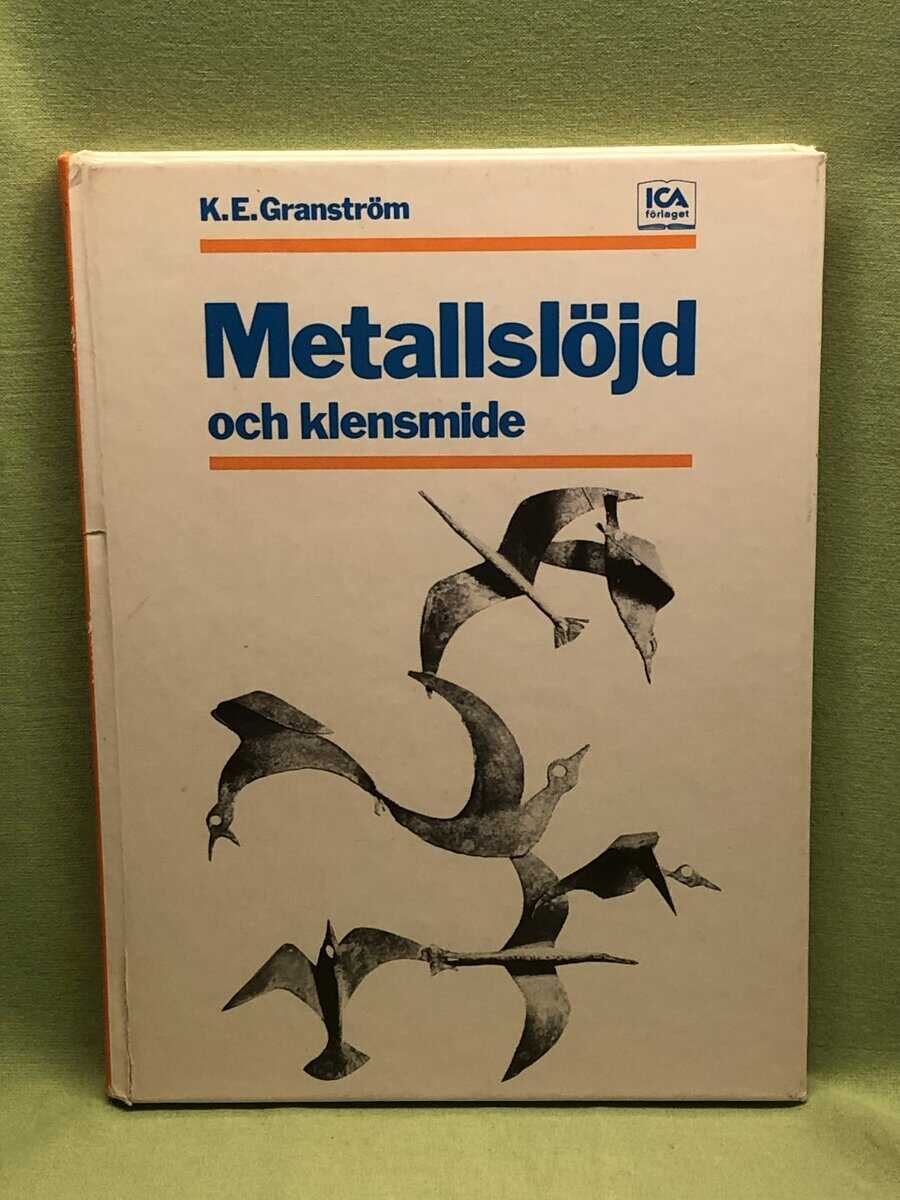 K.E. Granström
ICA
förlaget
Metallslöjd
och klensmide